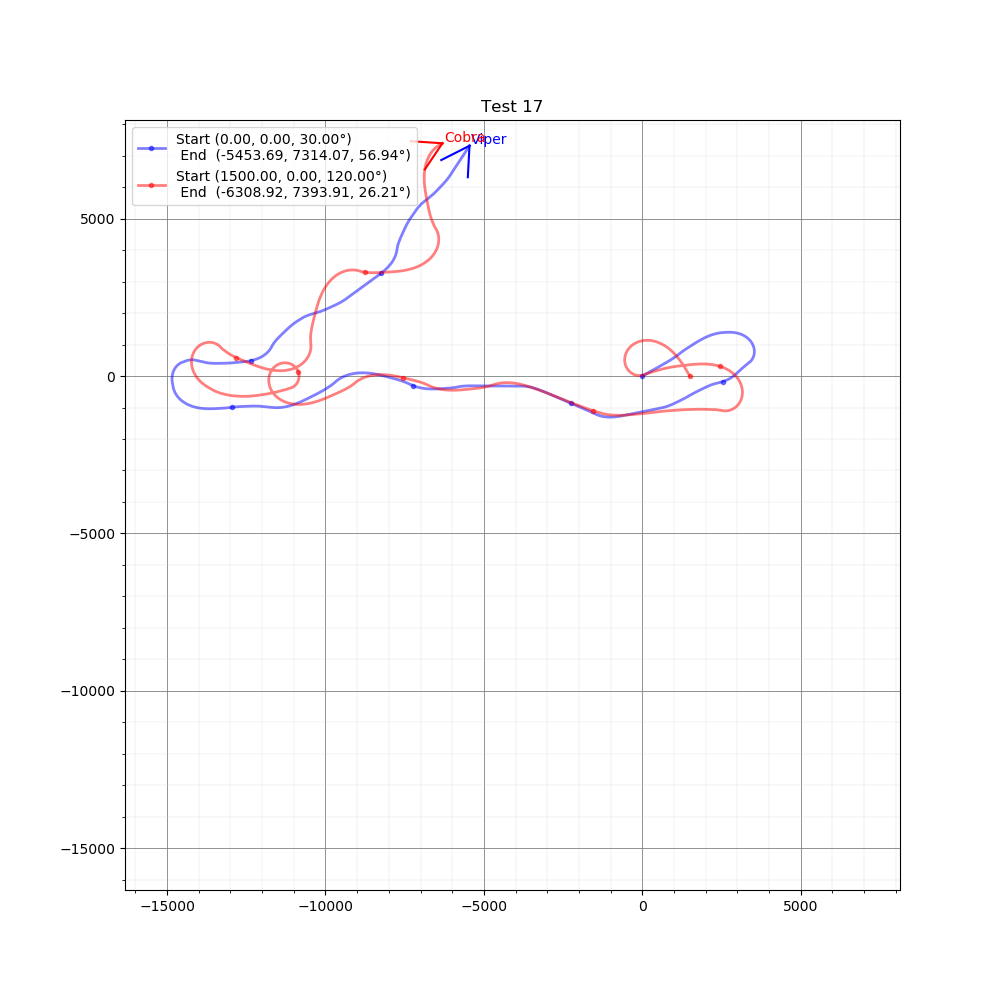 Test 17
Start (0.00, 0.00, 30.00°)
End (-5453.69, 7314.07, 56.94°)
Start (1500.00, 0.00, 120.00°)
End (-6308.92, 7393.91, 26.21°)
Cobra
Viper
5000
0
−5000
−10000
−15000
−15000
−10000
−5000
0
5000